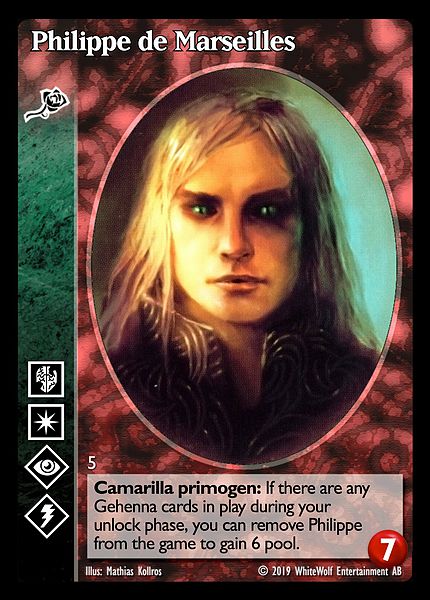 Philippe de Marseilles
5
Camarilla primogen: If there are any
Gehenna cards in play during your
unlock phase, you can remove Philippe
from the game to gain 6 pool.
7
Illus: Mathias Kollros © 2019 WhiteWolf Entertainment AB